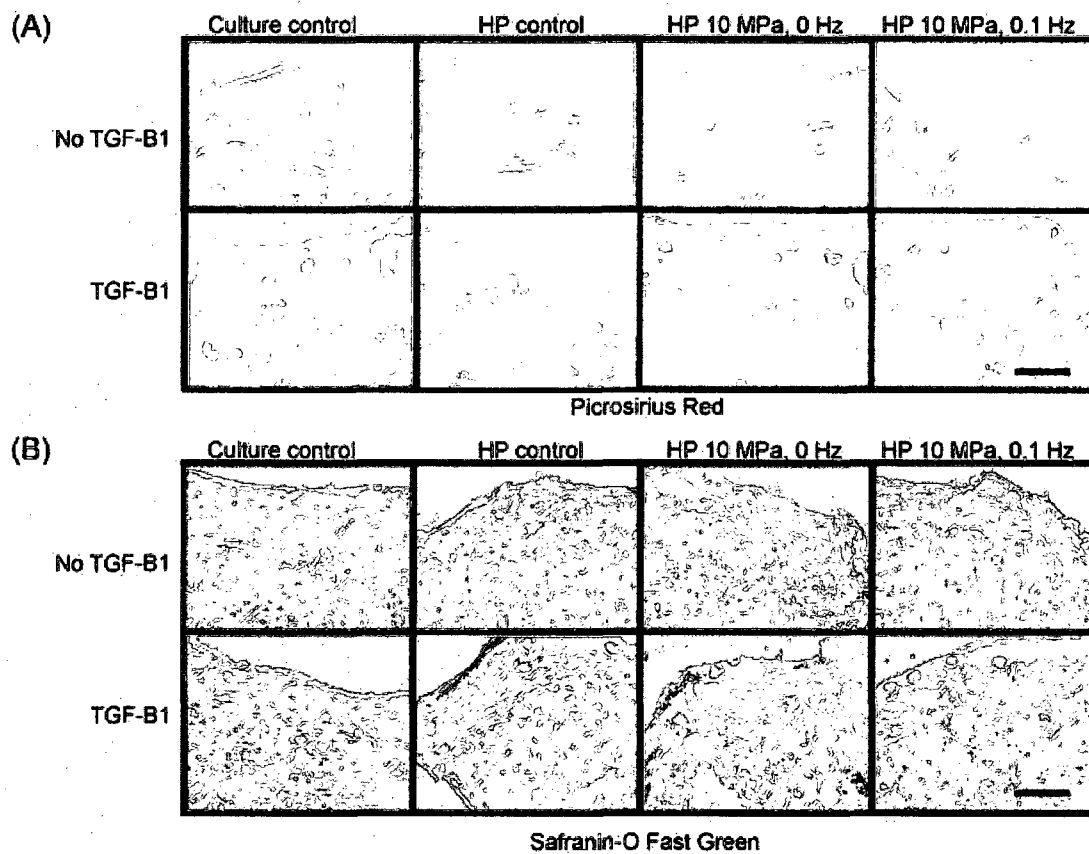 (A)
Culture control HP control HP 10 MPa, 0 Hz HP 10 MPa, 0.1 Hz
No TGF-B1
TGF-B1
Picrosirius Red
(B)
Culture control HP control HP 10 MPa, 0 Hz HP 10 MPa, 0.1 Hz
No TGF-B1
TGF-B1
Safranin-O Fast Green